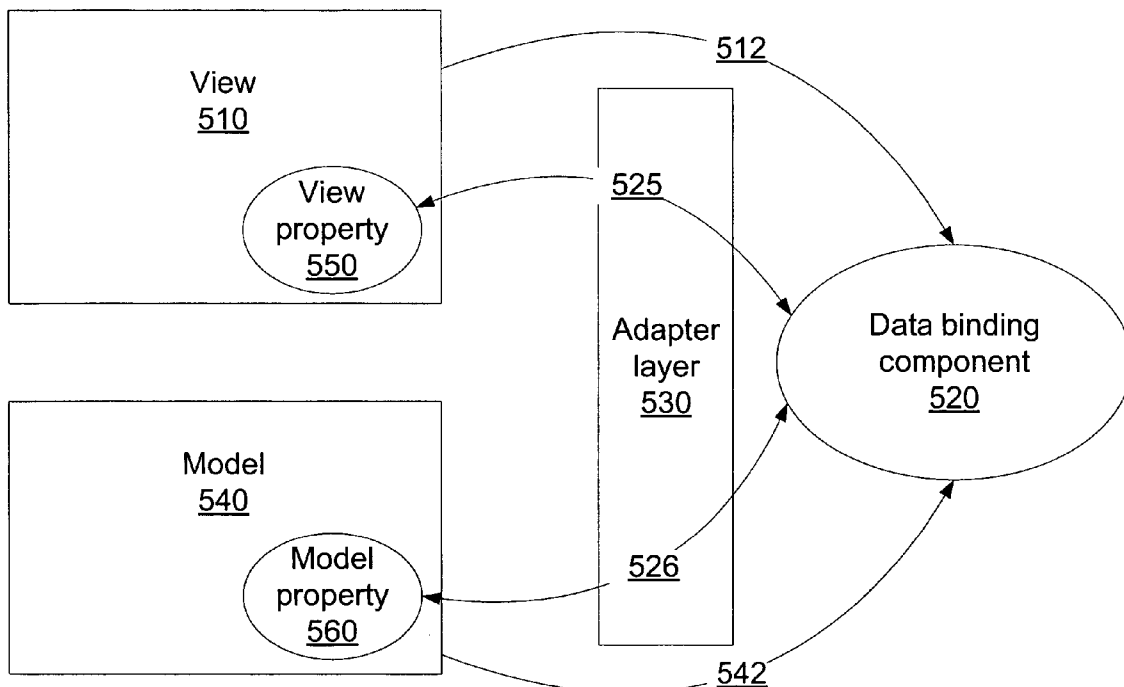 512
View
510
525
View
property
550
Adapter
layer
530
Data binding
component
520
Model
540
526
Model
property
560
542